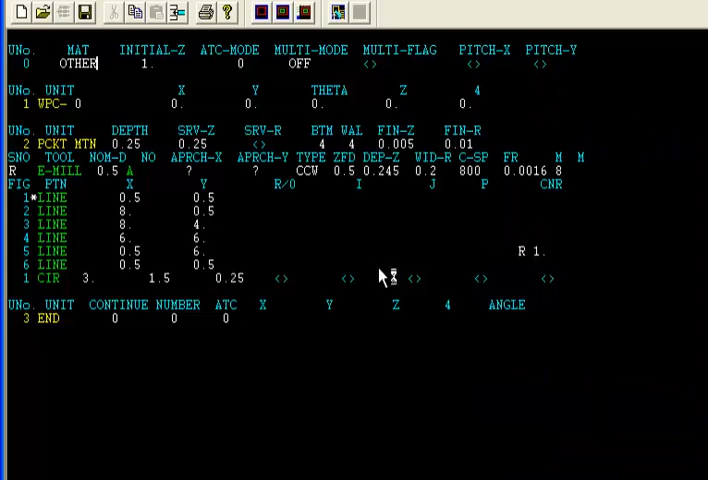 UNo. MAT INITIAL-Z ATC-MODE MULTI-MODE MULTI-FLAG PITCH-X PITCH-Y
0 OTHER 1. 0 OFF <> <> <>
UNo. UNIT X Y THETA Z 4
1 WPC- 0 0. 0. 0. 0. 0.
UNo. UNIT DEPTH SRV-Z SRV-R BTM WAL FIN-Z FIN-R
2 PCKT MTN 0.25 0.25 <> 4 4 0.005 0.01
SNO TOOL NOM-D NO APRCH-X APRCH-Y TYPE ZFD DEP-Z WID-R C-SP FR M M
R E-MILL 0.5 A ? ? CCW 0.5 0.245 0.2 800 0.0016 8
FIG PTN X Y R/0 I J P CNR
1*LINE 0.5 0.5
2 LINE 8. 0.5
3 LINE 8. 4.
4 LINE 6. 6.
5 LINE 0.5 6. R 1.
6 LINE 0.5 0.5
1 CIR 3. 1.5 0.25 <> <> <> <> <>
UNo. UNIT CONTINUE NUMBER ATC X Y Z 4 ANGLE
3 END 0 0 0